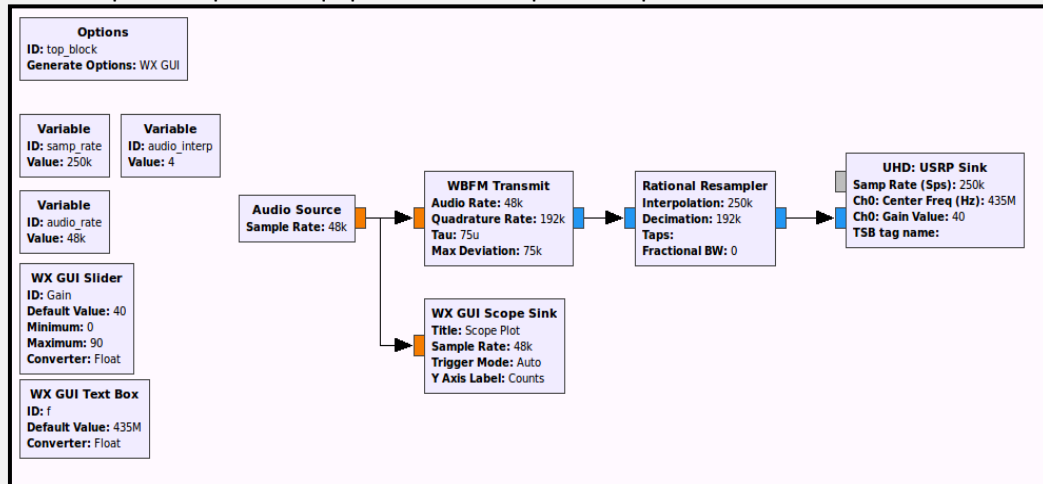 Options
ID: top_block
Generate Options: WX GUI
Variable
ID: samp_rate
Value: 250k
Variable
ID: audio_interp
Value: 4
Variable
ID: audio_rate
Value: 48k
WX GUI Slider
ID: Gain
Default Value: 40
Minimum: 0
Maximum: 90
Converter: Float
WX GUI Text Box
ID: f
Default Value: 435M
Converter: Float
Audio Source
Sample Rate: 48k
WBFM Transmit
Audio Rate: 48k
Quadrature Rate: 192k
Tau: 75u
Max Deviation: 75k
WX GUI Scope Sink
Title: Scope Plot
Sample Rate: 48k
Trigger Mode: Auto
Y Axis Label: Counts
Rational Resampler
Interpolation: 250k
Decimation: 192k
Taps:
Fractional BW: 0
UHD: USRP Sink
Samp Rate (Sps): 250k
Ch0: Center Freq (Hz): 435M
Ch0: Gain Value: 40
TSB tag name: